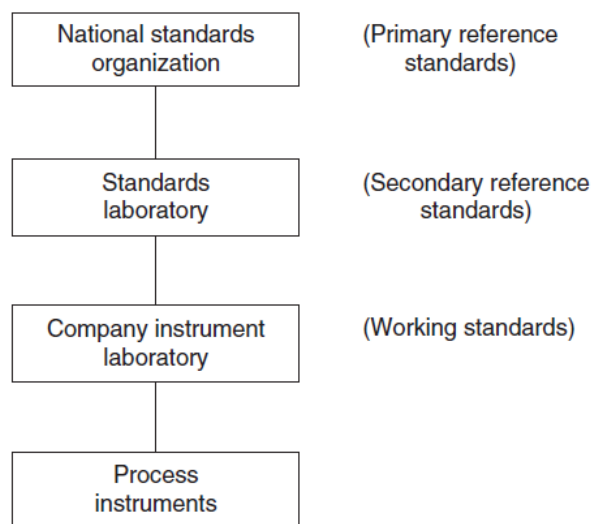 National standards
organization
(Primary reference
standards)
Standards
laboratory
(Secondary reference
standards)
Company instrument
laboratory
(Working standards)
Process
instruments